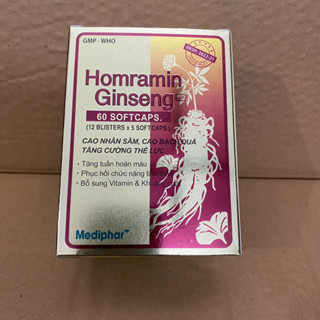 GMP - WHO
Homramin
Ginseng
60 SOFTCAPS.
(12 BLISTERS x 5 SOFTCAPS.)
CAO NHÂN SÂM, CAO BẠCH QUẢ
TĂNG CƯỜNG THỂ LỰC
- Tăng tuần hoàn máu
- Phục hồi chức năng
- Bổ sung Vitamin &
Mediphar